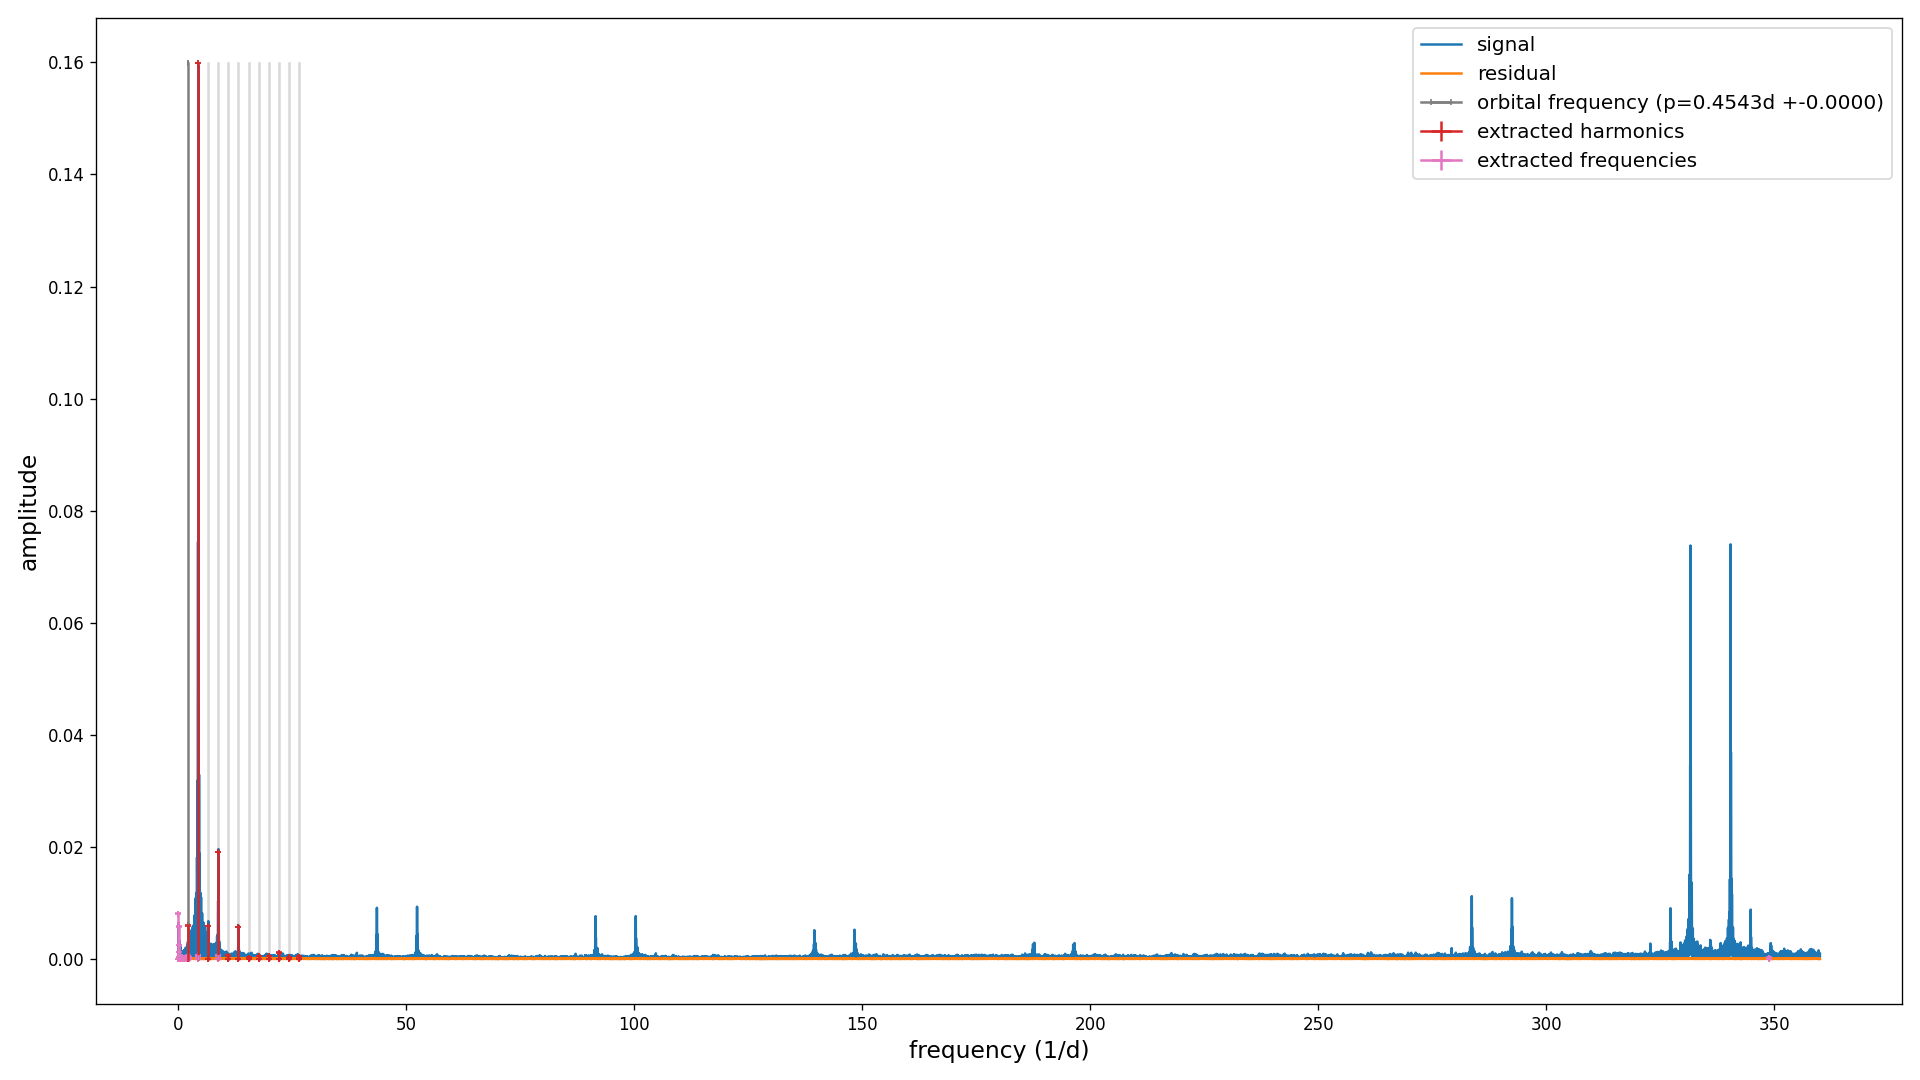 signal
residual
orbital frequency (p=0.4543d +-0.0000)
extracted harmonics
extracted frequencies
amplitude
0.16
0.14
0.12
0.10
0.08
0.06
0.04
0.02
0.00
0 50 100 150 200 250 300 350
frequency (1/d)